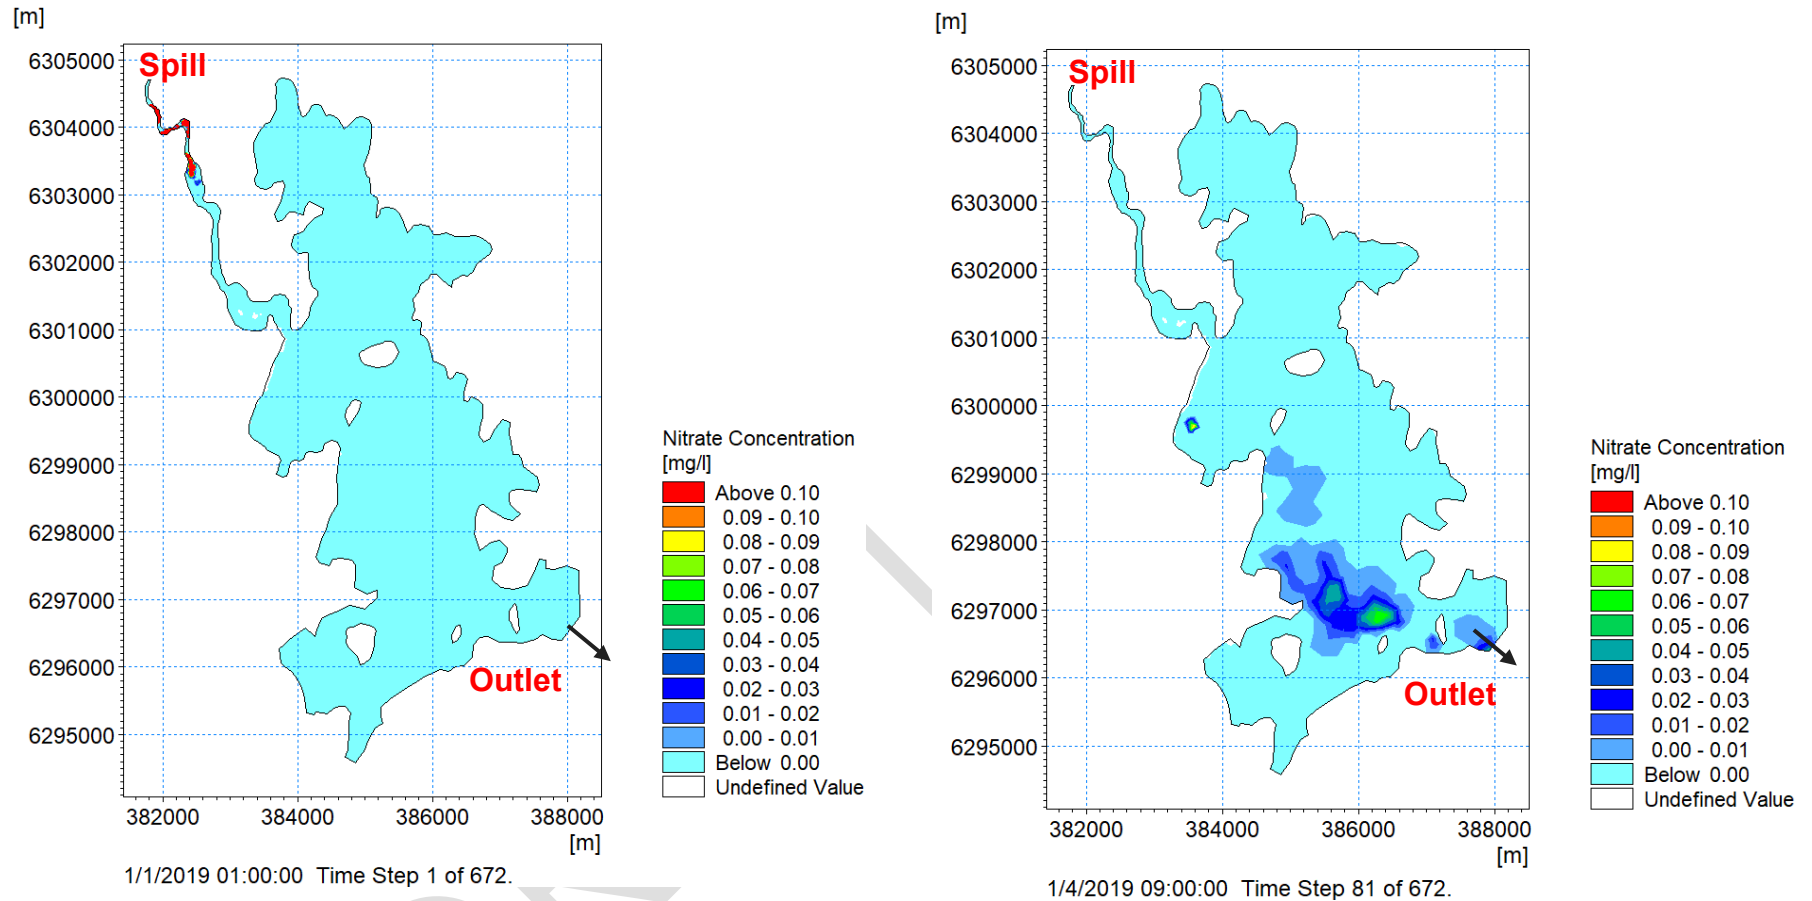 [m]
Spill
6305000
6304000
6303000
6302000
6301000
6300000
6299000
6298000
6297000
6296000
6295000
Outlet
382000 384000 386000 388000
[m]
1/1/2019 01:00:00 Time Step 1 of 672.
Nitrate Concentration
[mg/l]
Above 0.10
0.09 - 0.10
0.08 - 0.09
0.07 - 0.08
0.06 - 0.07
0.05 - 0.06
0.04 - 0.05
0.03 - 0.04
0.02 - 0.03
0.01 - 0.02
0.00 - 0.01
Below 0.00
Undefined Value
[m]
Spill
6305000
6304000
6303000
6302000
6301000
6300000
6299000
6298000
6297000
6296000
6295000
Outlet
382000 384000 386000 388000
[m]
1/4/2019 09:00:00 Time Step 81 of 672.
Nitrate Concentration
[mg/l]
Above 0.10
0.09 - 0.10
0.08 - 0.09
0.07 - 0.08
0.06 - 0.07
0.05 - 0.06
0.04 - 0.05
0.03 - 0.04
0.02 - 0.03
0.01 - 0.02
0.00 - 0.01
Below 0.00
Undefined Value